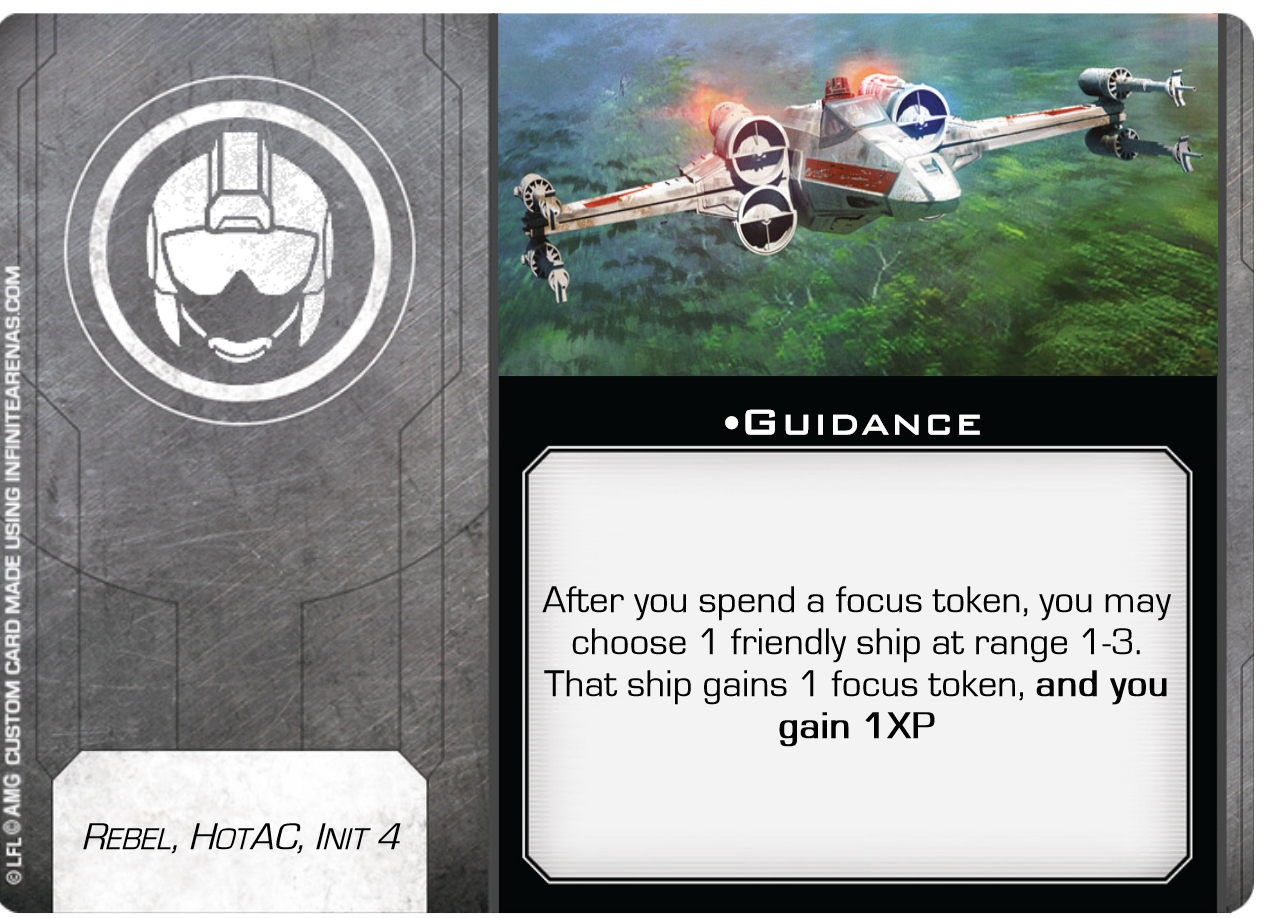 •Guidance
After you spend a focus token, you may
choose 1 friendly ship at range 1-3.
That ship gains 1 focus token, and you
gain 1XP
Rebel, HotAC, Init 4
©LFL ©AMG CUSTOM CARD MADE USING INFINITEARENAS.COM